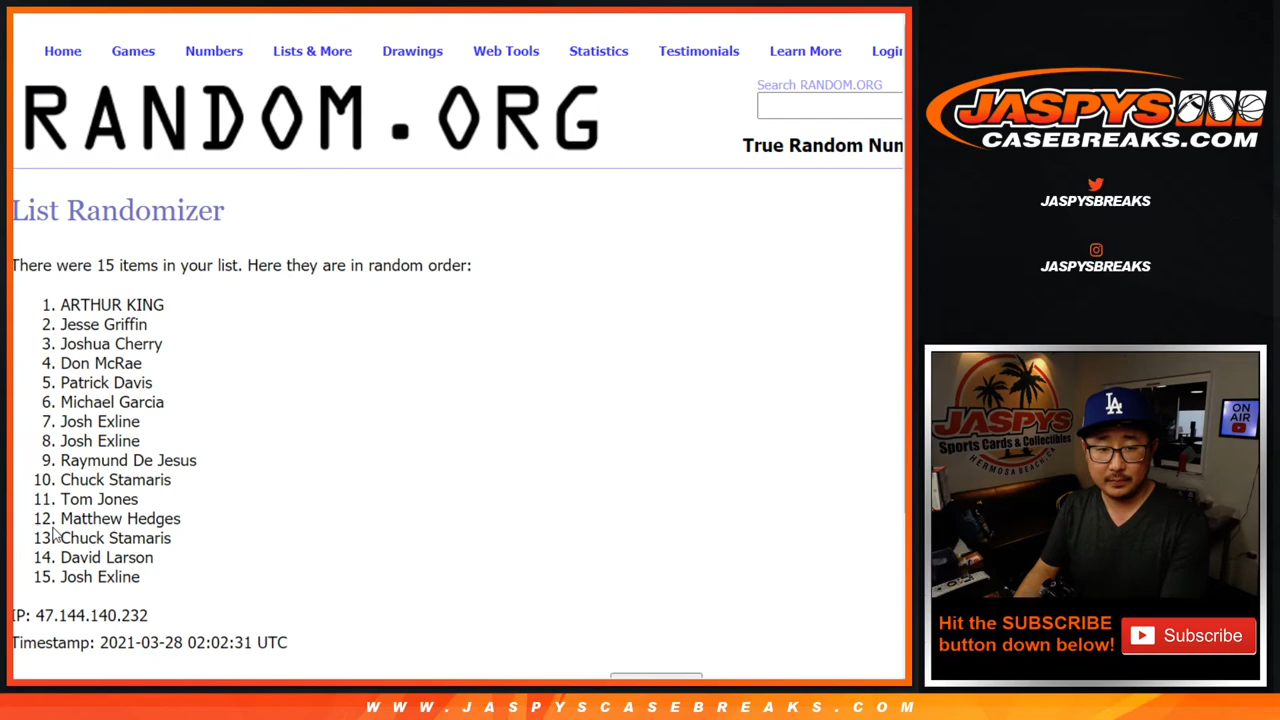 Home Games Numbers Lists & More Drawings Web Tools Statistics Testimonials Learn More Login
RANDOM.ORG
Search RANDOM.ORG
True Random Num
List Randomizer
There were 15 items in your list. Here they are in random order:
1. ARTHUR KING
2. Jesse Griffin
3. Joshua Cherry
4. Don McRae
5. Patrick Davis
6. Michael Garcia
7. Josh Exline
8. Josh Exline
9. Raymund De Jesus
10. Chuck Stamaris
11. Tom Jones
12. Matthew Hedges
13. Chuck Stamaris
14. David Larson
15. Josh Exline
IP: 47.144.140.232
Timestamp: 2021-03-28 02:02:31 UTC
JASPYS
CASEBREAKS.COM
JASPYSBREAKS
JASPYSBREAKS
JASPYS
Sports Cards & Collectibles
HERMOSA BEACH, CA
LA
ON
AIR
Hit the SUBSCRIBE
button down below!
Subscribe
WWW.JASPYSCASEBREAKS.COM